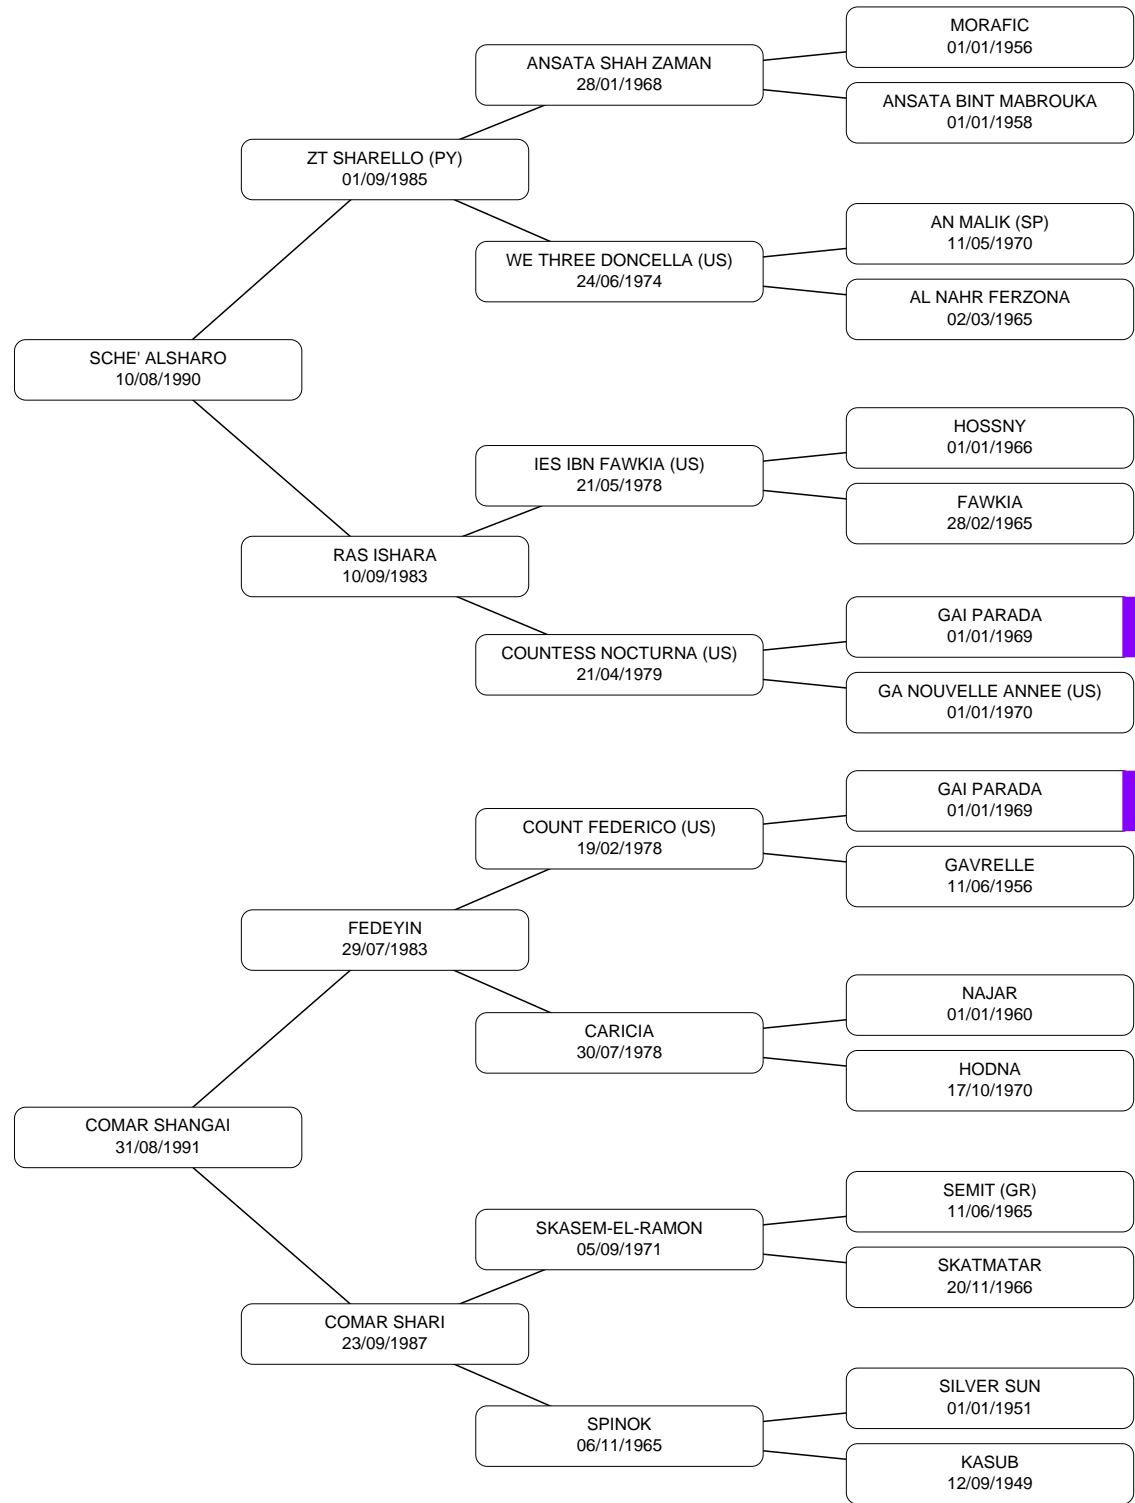 MORAFIC
01/01/1956
ANSATA SHAH ZAMAN
28/01/1968
ANSATA BINT MABROUKA
01/01/1958
ZT SHARELLO (PY)
01/09/1985
AN MALIK (SP)
11/05/1970
WE THREE DONCELLA (US)
24/06/1974
AL NAHR FERZONA
02/03/1965
SCHE' ALSHARO
10/08/1990
HOSSNY
01/01/1966
IES IBN FAWKIA (US)
21/05/1978
FAWKIA
28/02/1965
RAS ISHARA
10/09/1983
GAI PARADA
01/01/1969
COUNTESS NOCTURNA (US)
21/04/1979
GA NOUVELLE ANNEE (US)
01/01/1970
GAI PARADA
01/01/1969
COUNT FEDERICO (US)
19/02/1978
GAVRELLE
11/06/1956
FEDEYIN
29/07/1983
NAJAR
01/01/1960
CARICIA
30/07/1978
HODNA
17/10/1970
COMAR SHANGAI
31/08/1991
SEMIT (GR)
11/06/1965
SKASEM-EL-RAMON
05/09/1971
SKATMATAR
20/11/1966
COMAR SHARI
23/09/1987
SILVER SUN
01/01/1951
SPINOK
06/11/1965
KASUB
12/09/1949